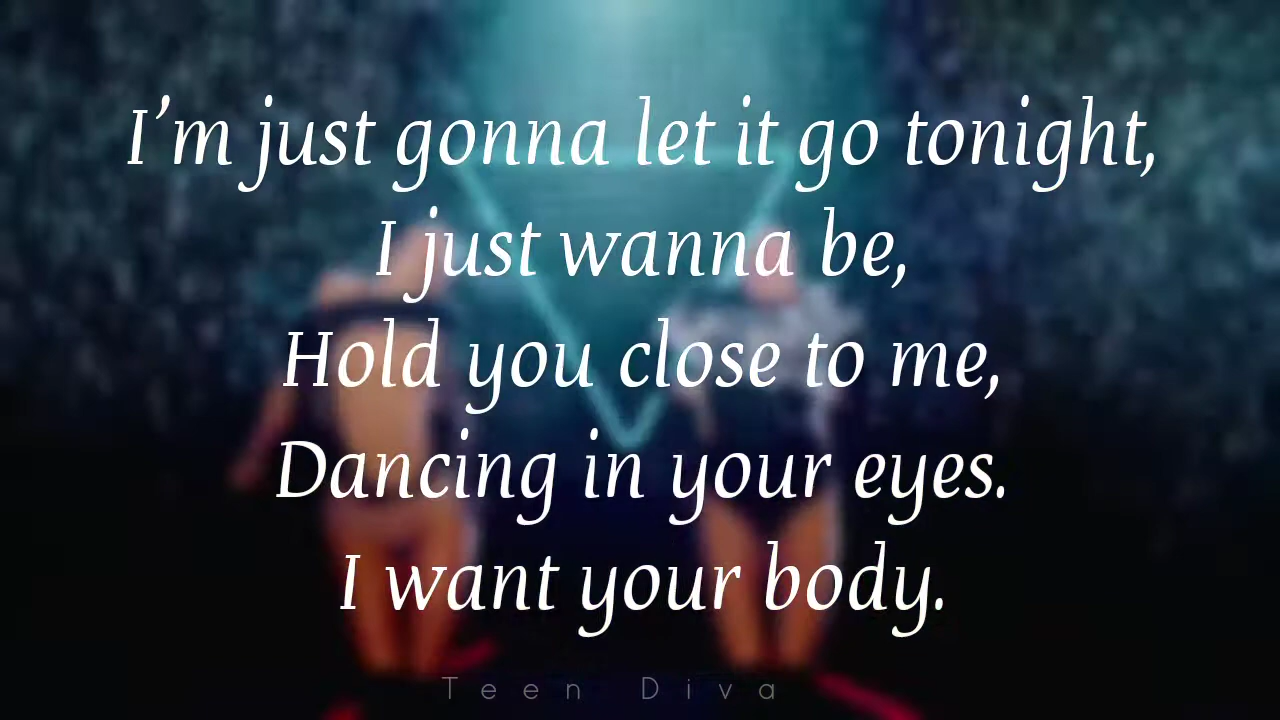 I’m just gonna let it go tonight,
I just wanna be,
Hold you close to me,
Dancing in your eyes.
I want your body.
Teen Diva